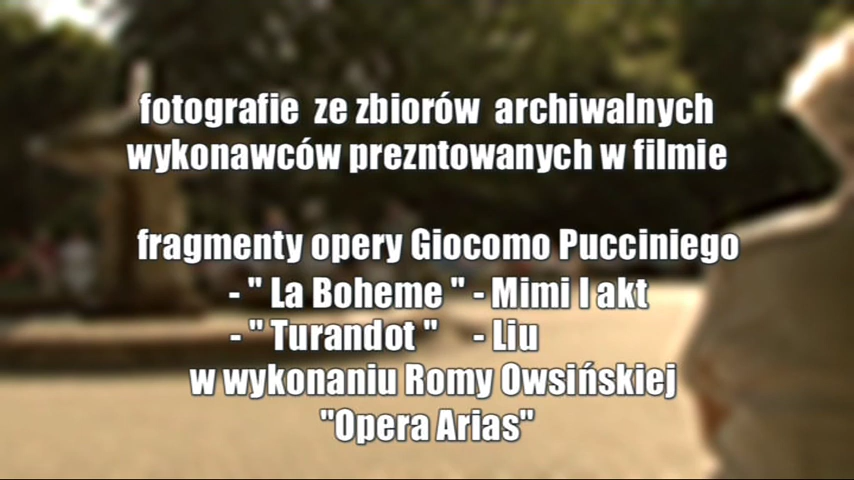 fotografie ze zbiorów archiwalnych
wykonawców prezntowanych w filmie
fragmenty opery Giocomo Pucciniego
- " La Boheme " - Mimi I akt
- " Turandot " - Liu
w wykonaniu Romy Owsińskiej
"Opera Arias"